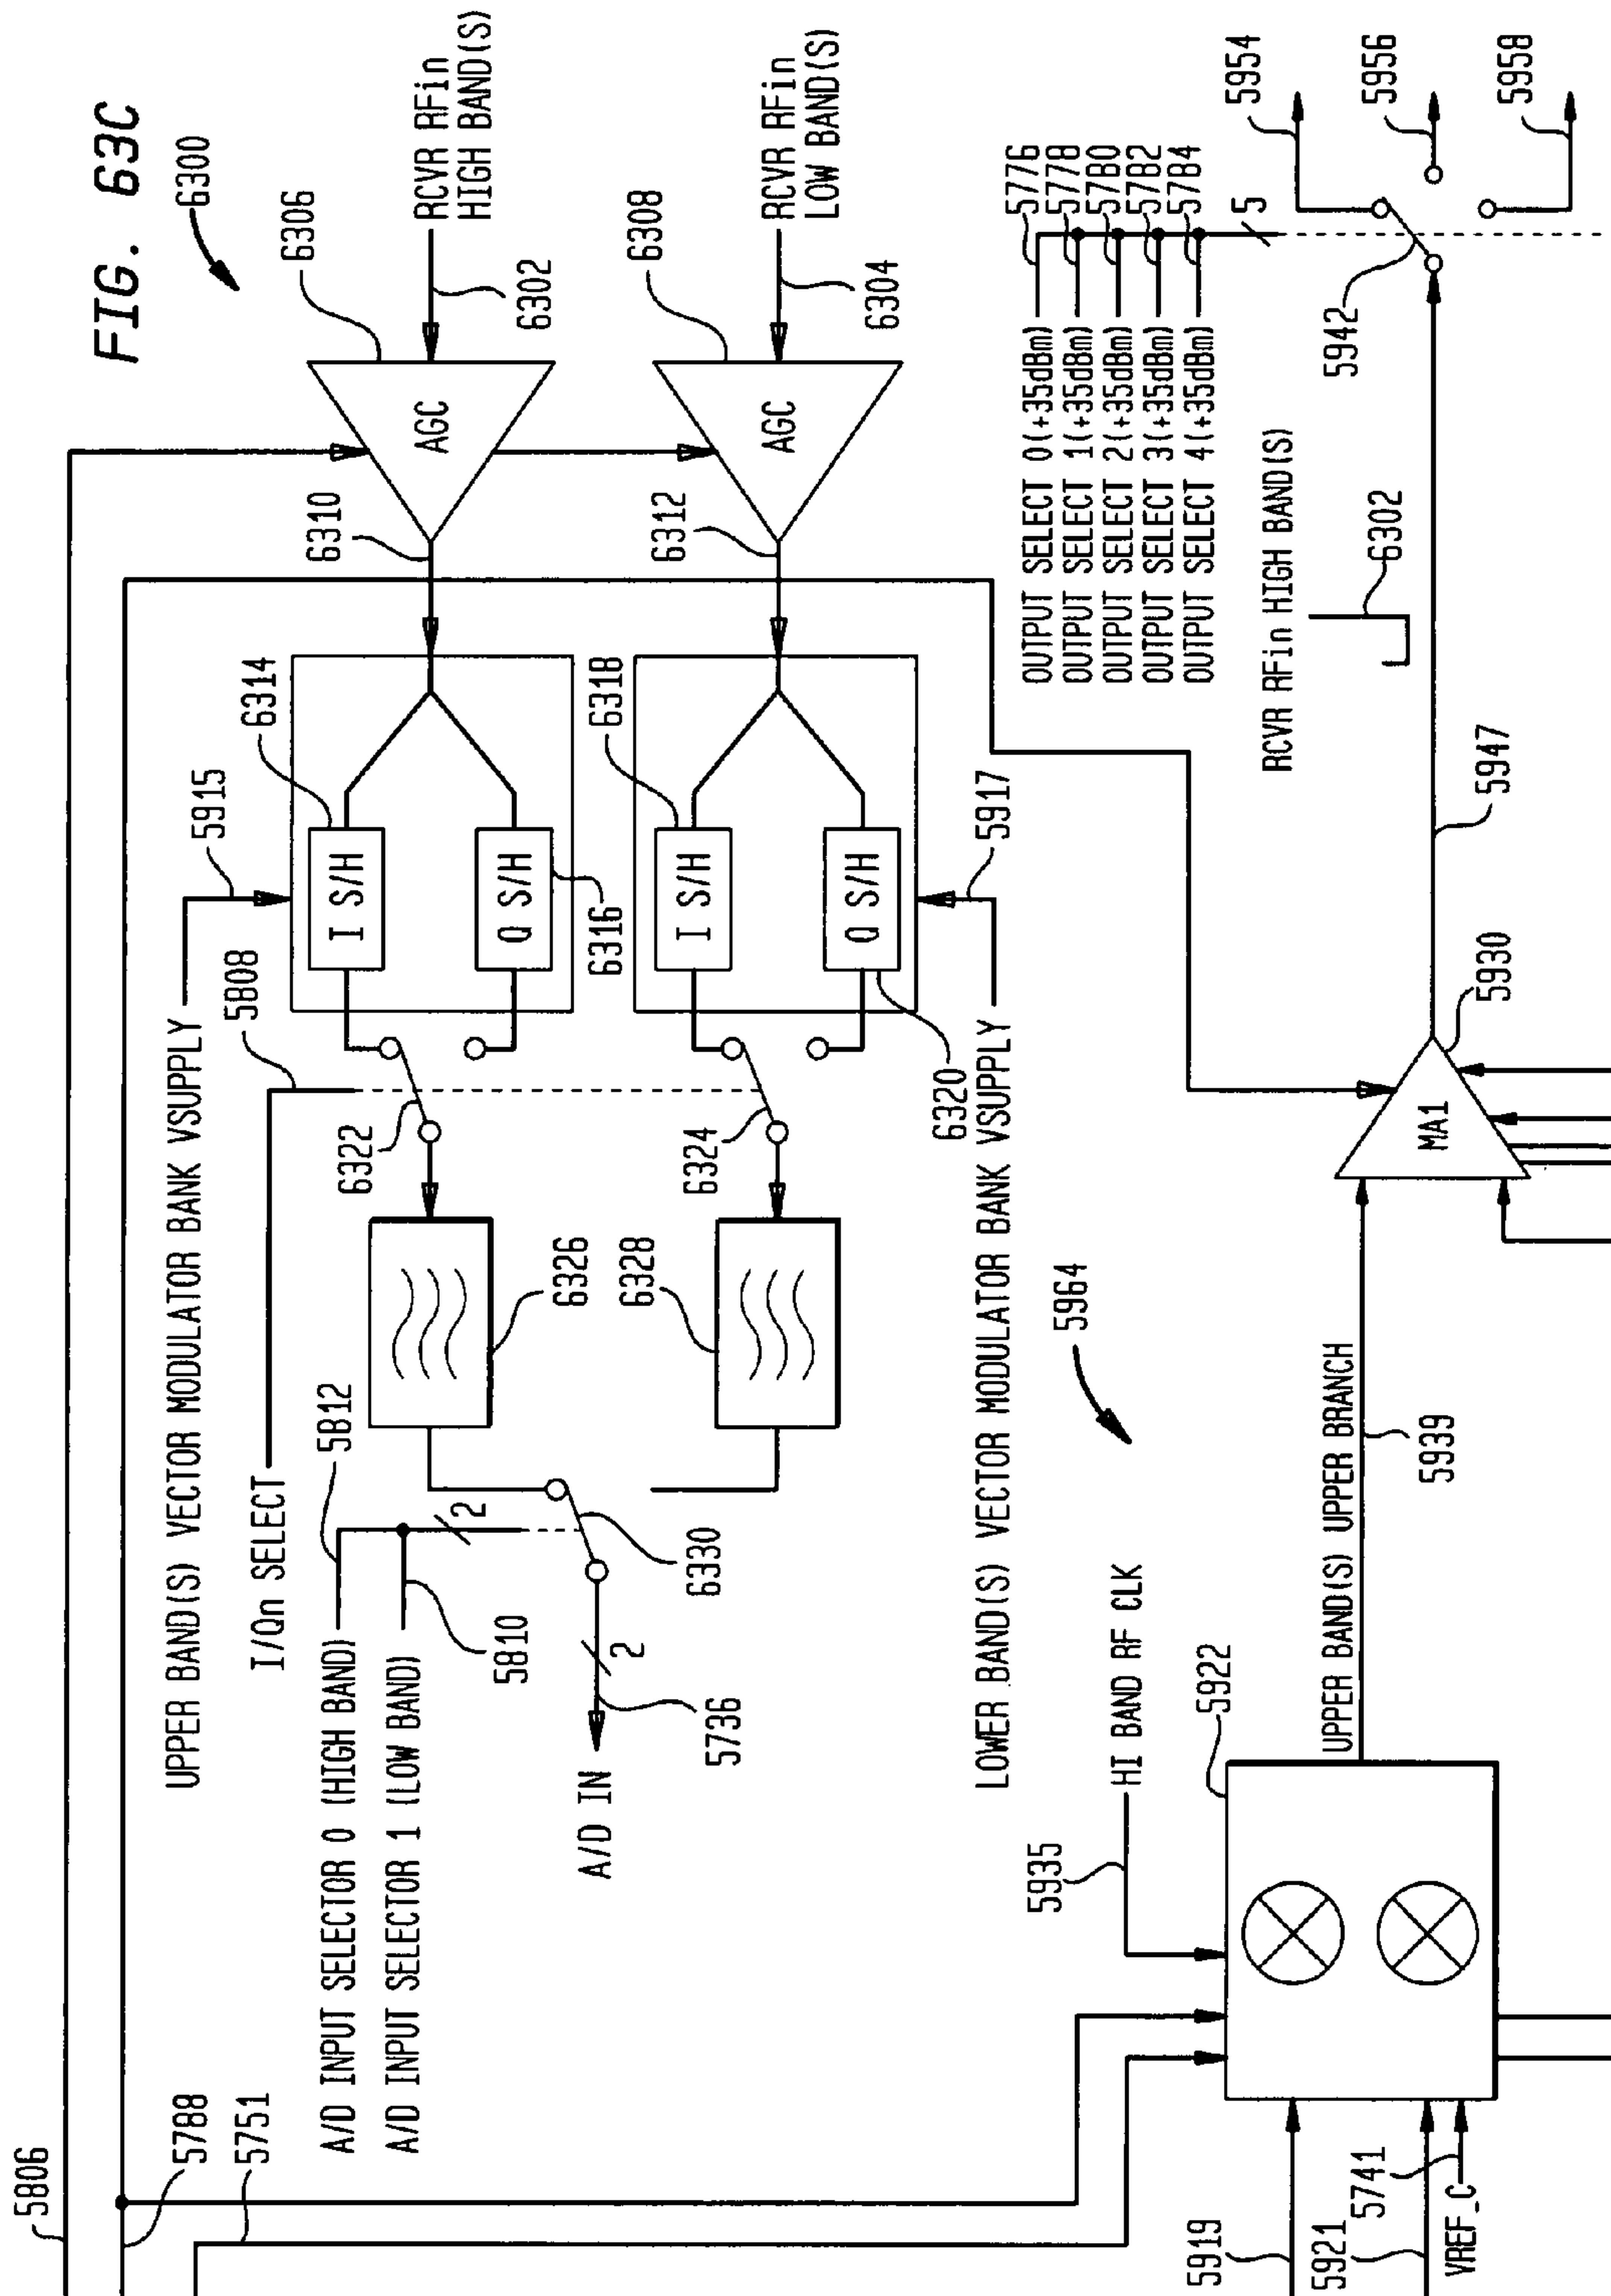 FIG. 63C
6300
5806
5788
5751
UPPER BAND(S) VECTOR MODULATOR BANK VSUPPLY
5915
5808
I/Qn SELECT
A/D INPUT SELECTOR 0 (HIGH BAND)
5812
A/D INPUT SELECTOR 1 (LOW BAND)
5810
2
6330
A/D IN
2
5736
6326
6328
6322
6324
I S/H
6314
Q S/H
6316
I S/H
6318
Q S/H
6320
6310
6312
AGC
6306
AGC
6308
RCVR RFin
HIGH BAND(S)
6302
RCVR RFin
LOW BAND(S)
6304
LOWER BAND(S) VECTOR MODULATOR BANK VSUPPLY
5917
OUTPUT SELECT 0(+35dBm)
5776
OUTPUT SELECT 1(+35dBm)
5778
OUTPUT SELECT 2(+35dBm)
5780
OUTPUT SELECT 3(+35dBm)
5782
OUTPUT SELECT 4(+35dBm)
5784
5
5964
HI BAND RF CLK
5935
5922
5919
5921
5741
VREF_C
UPPER BAND(S) UPPER BRANCH
5939
MA1
5930
5947
RCVR RFin HIGH BAND(S)
6302
5942
5954
5956
5958